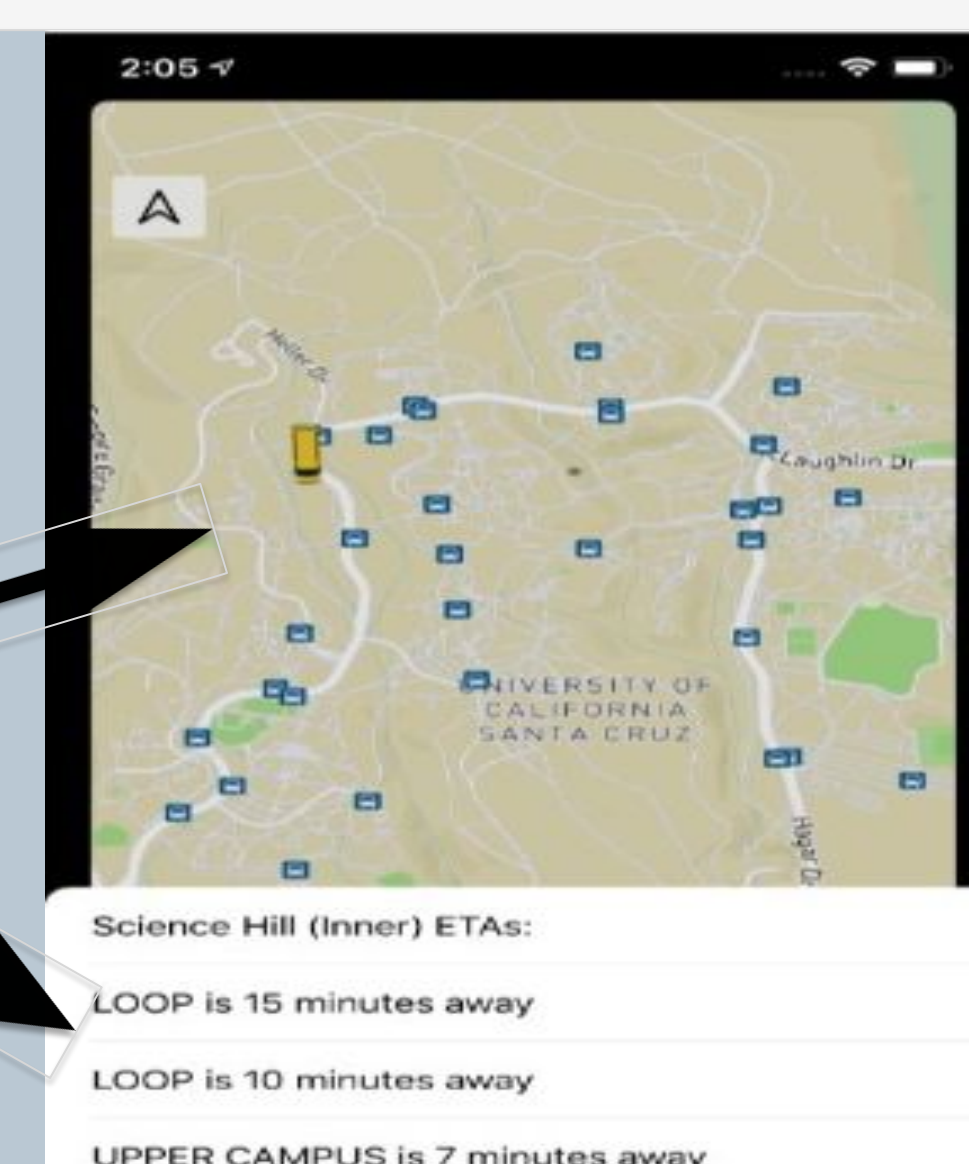 2:05
Heller Dr
Laughlin Dr
UNIVERSITY OF
CALIFORNIA
SANTA CRUZ
Hagar Dr
Science Hill (Inner) ETAs:
LOOP is 15 minutes away
LOOP is 10 minutes away
UPPER CAMPUS is 7 minutes away